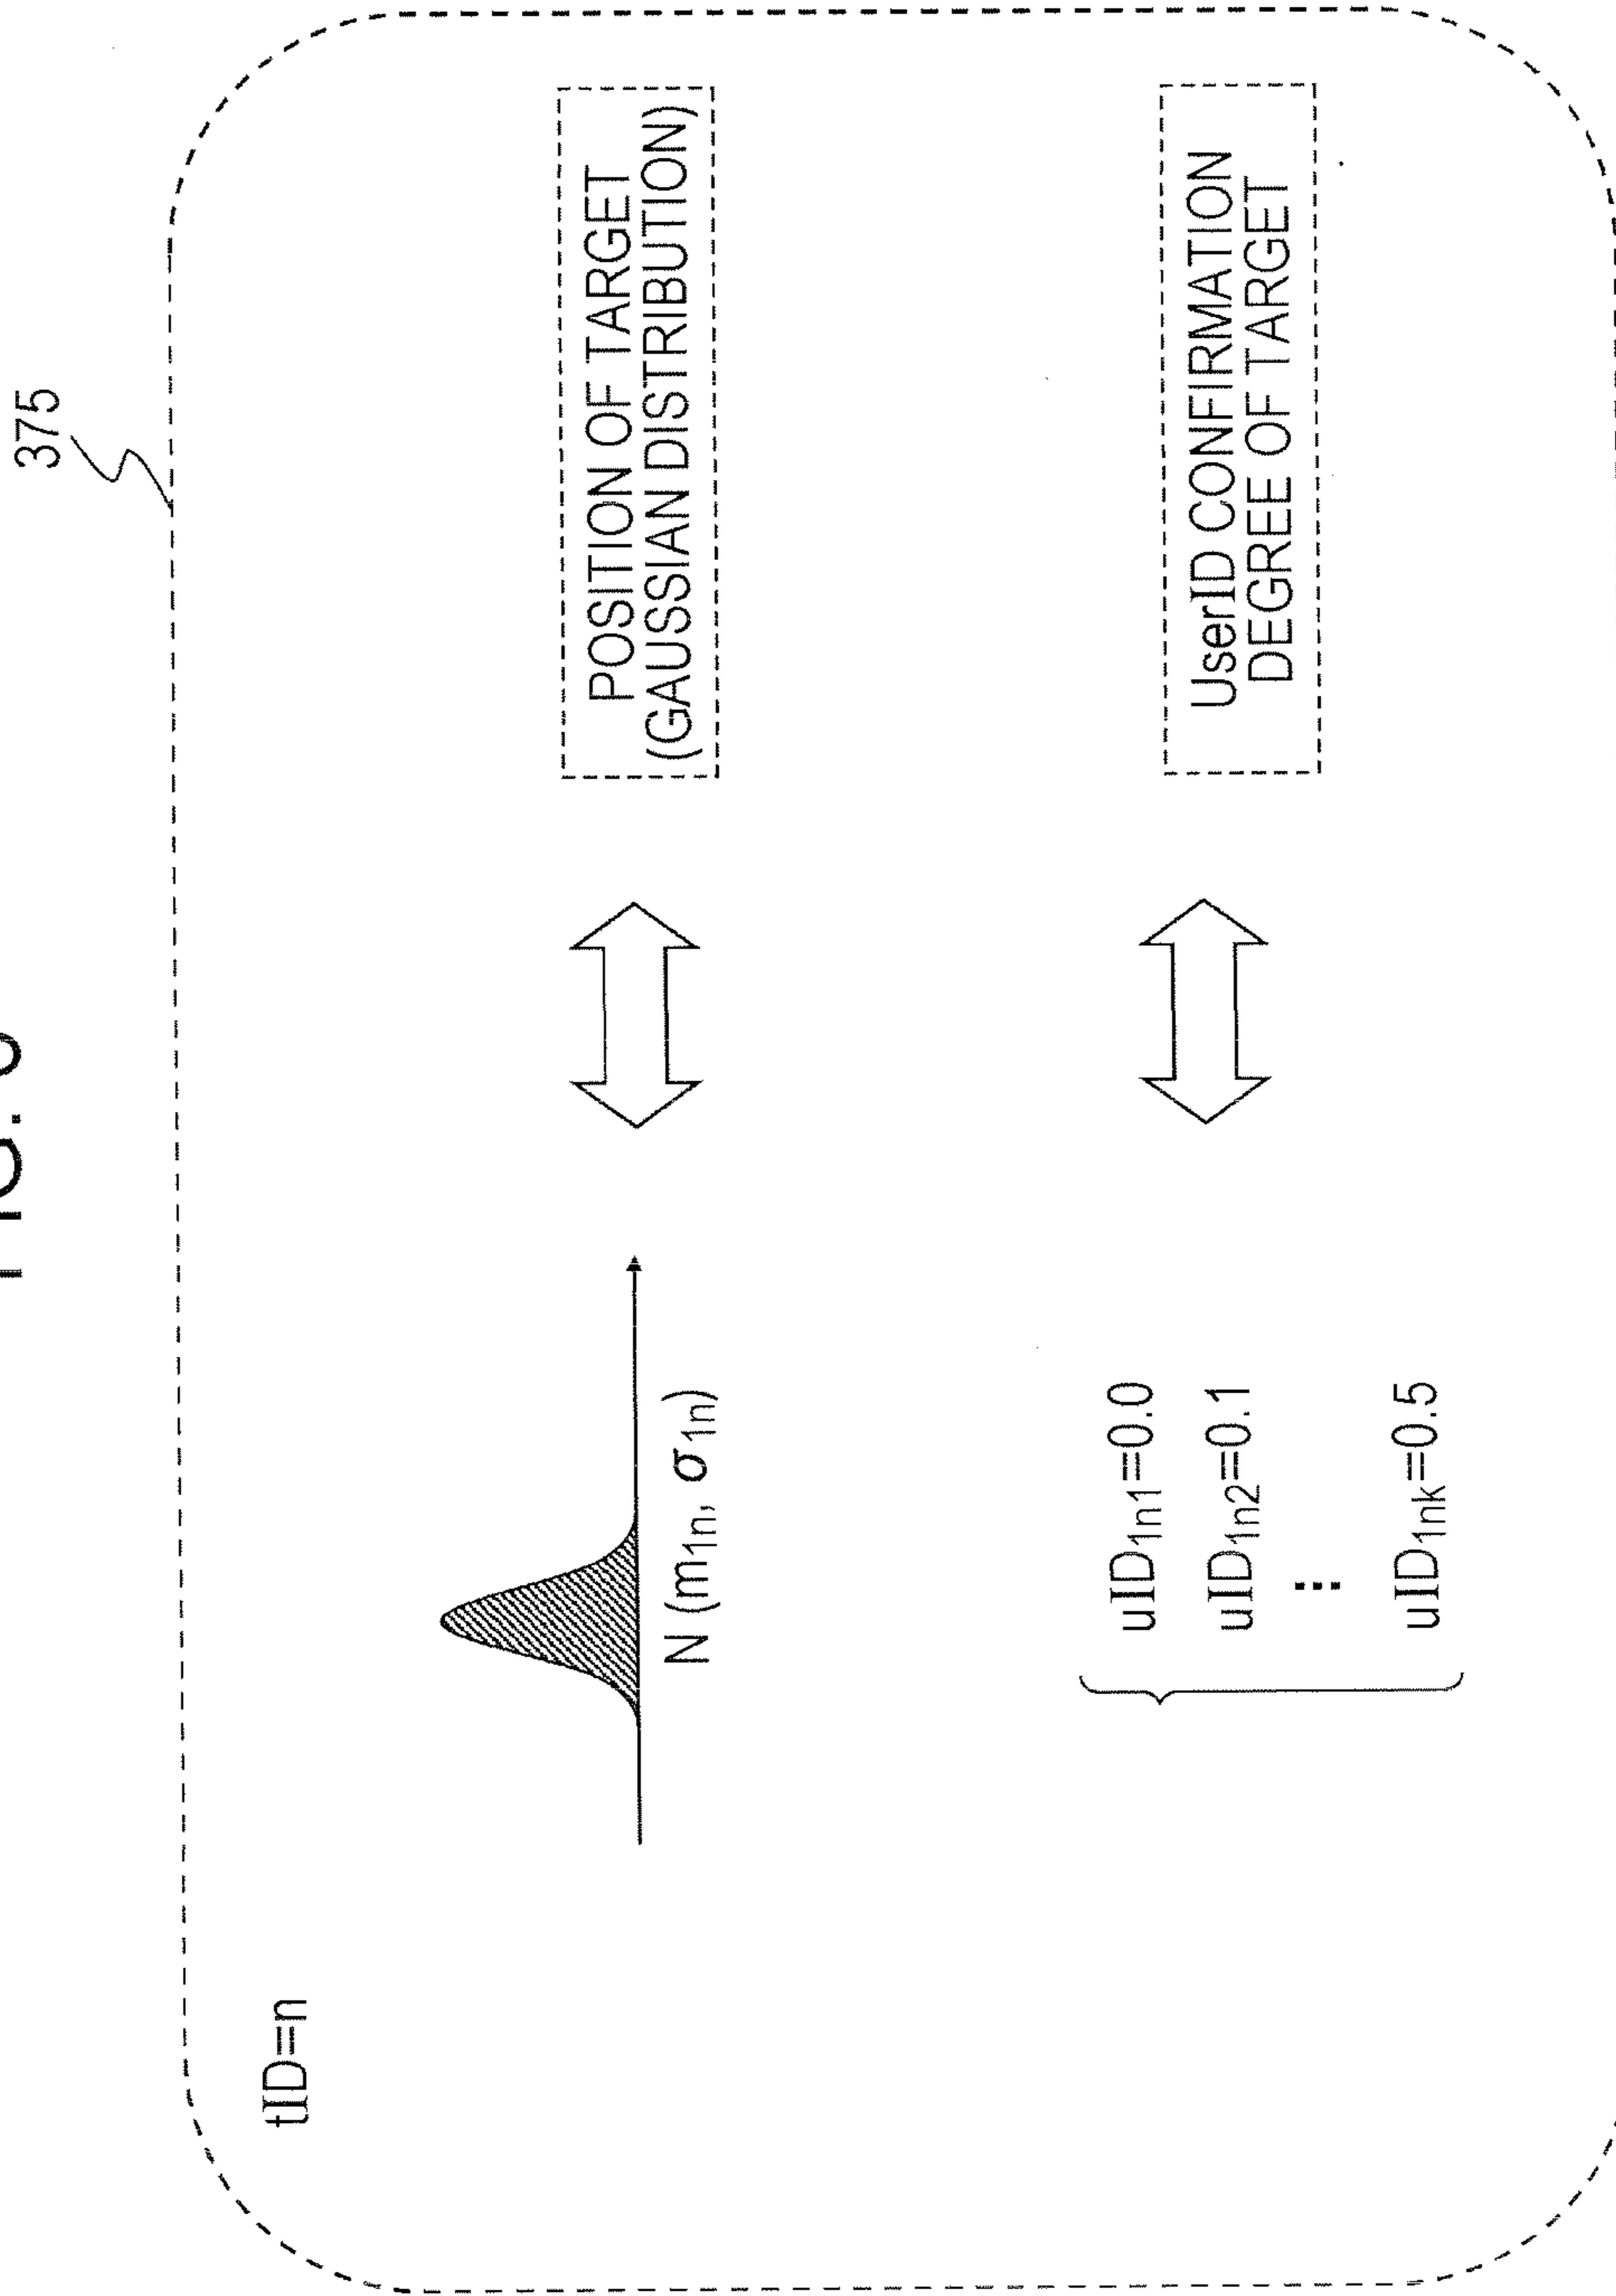 375
tID=n
N (m1n, σ1n)
POSITION OF TARGET
(GAUSSIAN DISTRIBUTION)
uID1n1=0.0
uID1n2=0.1
⋮
uID1nk=0.5
UserID CONFIRMATION
DEGREE OF TARGET